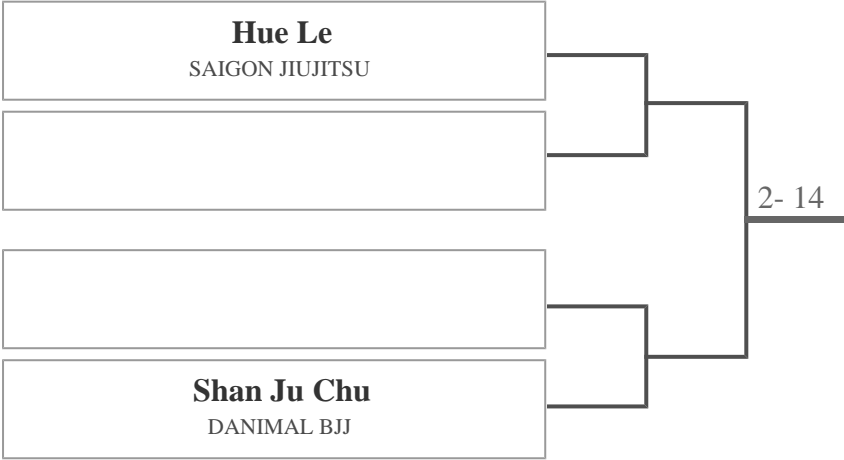 Hue Le
SAIGON JIUJITSU
2- 14
Shan Ju Chu
DANIMAL BJJ